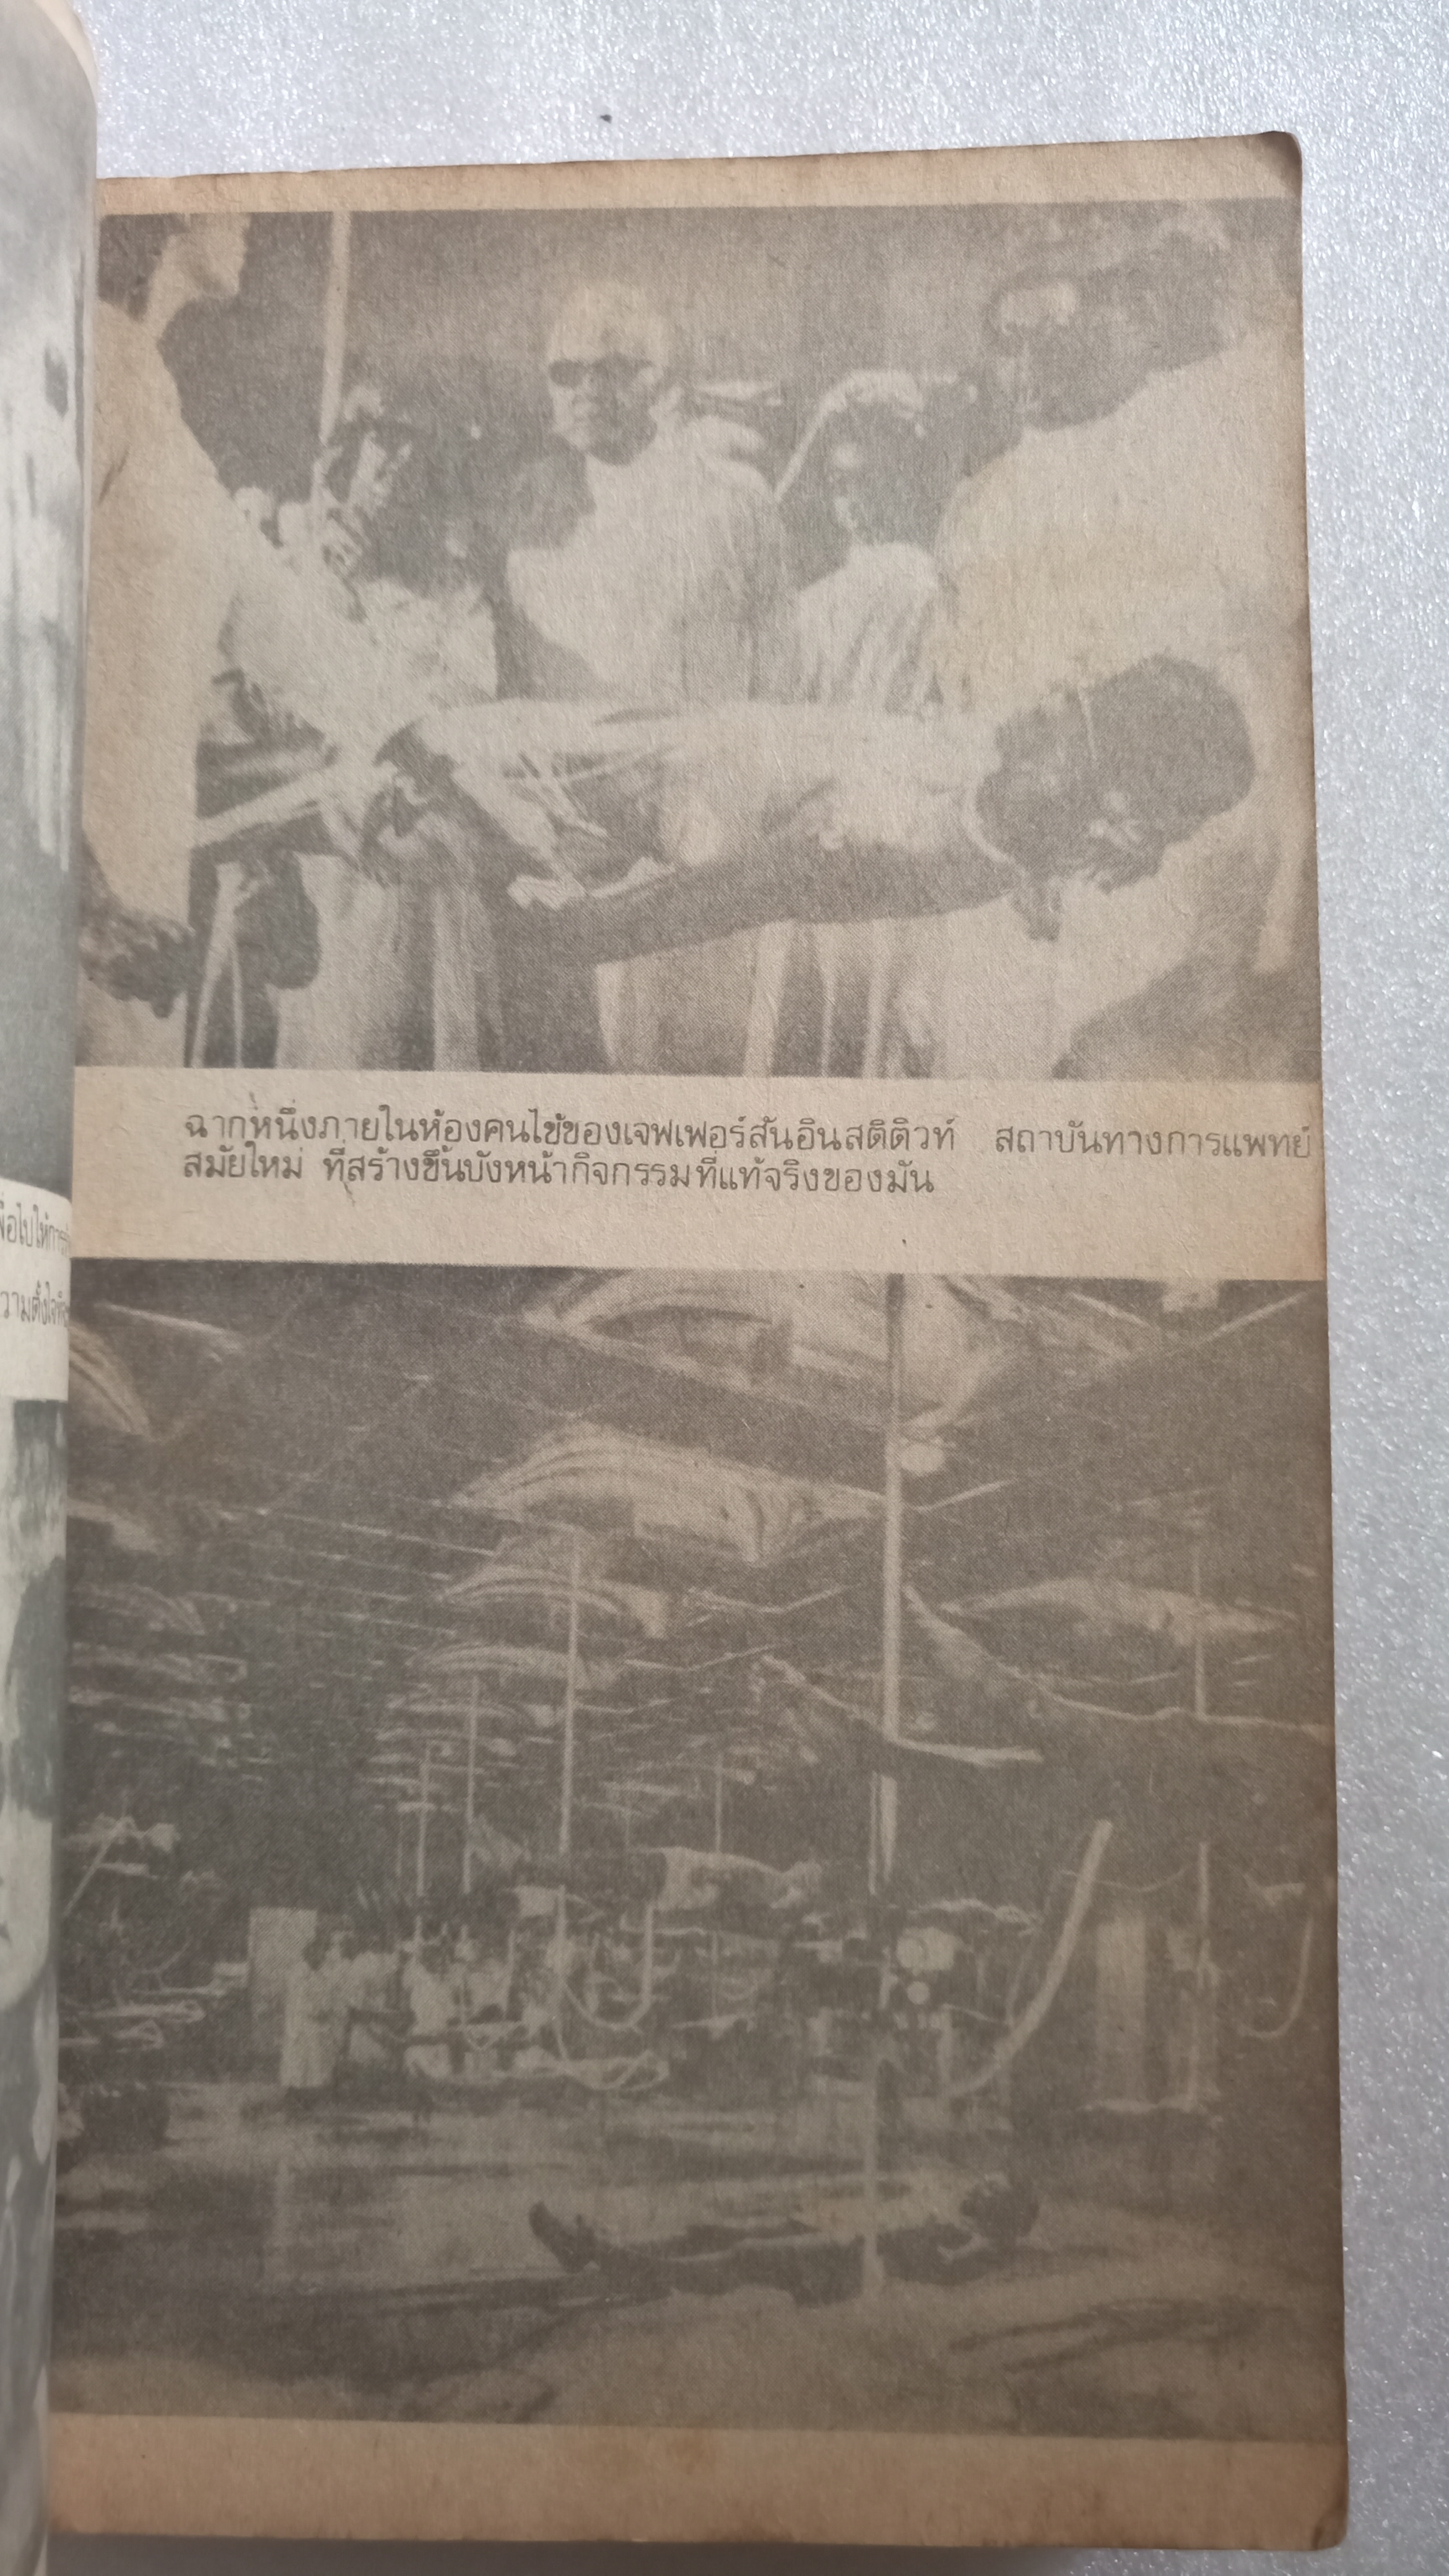 ฉากหนึ่งภายในห้องคนไข้ของเจฟเฟอร์สันอินสติติวท์ สถาบันทางการแพทย์
สมัยใหม่ ที่สร้างขึ้นบังหน้ากิจกรรมที่แท้จริงของมัน